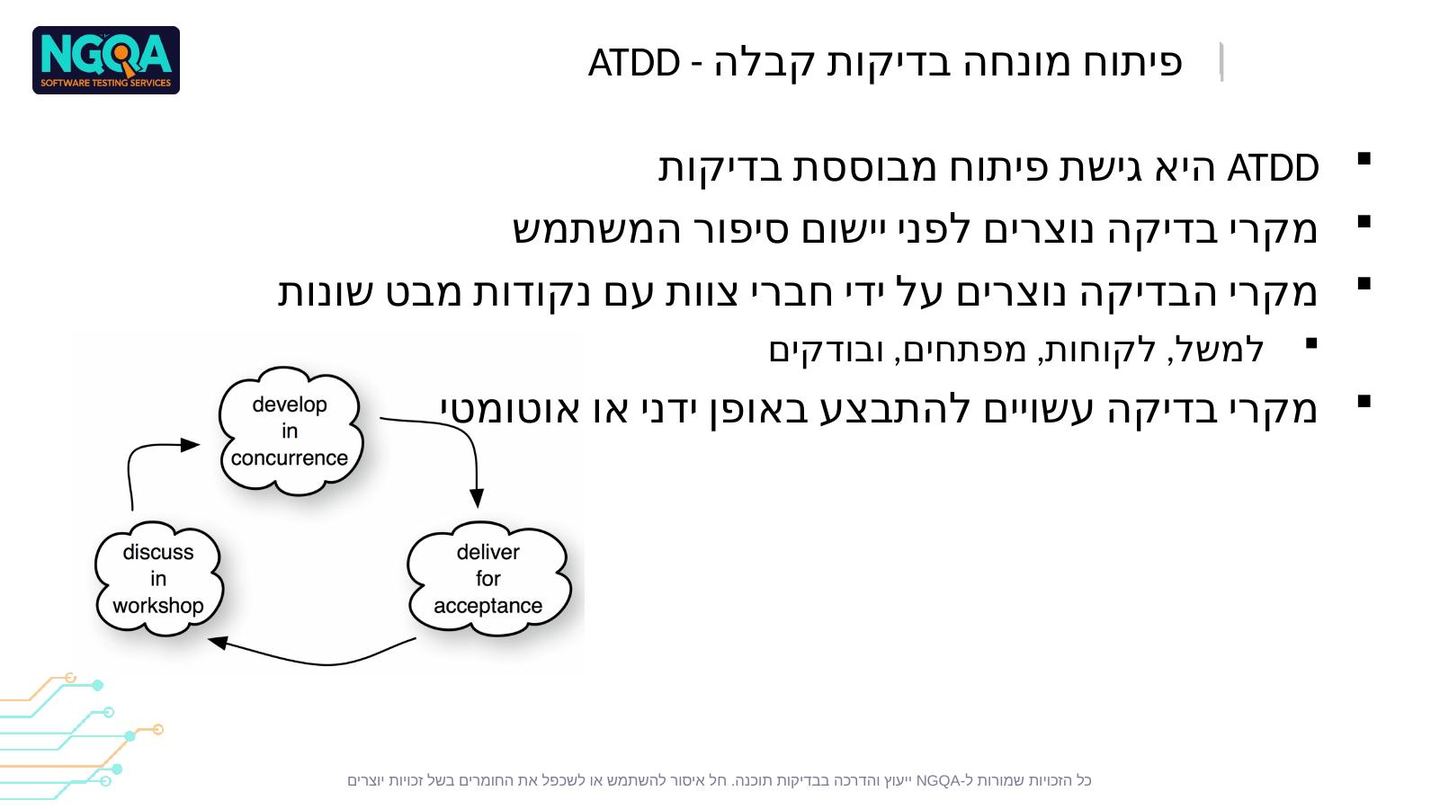 NGQA
SOFTWARE TESTING SERVICES
פיתוח מונחה בדיקות קבלה - ATDD
ATDD היא גישת פיתוח מבוססת בדיקות
מקרי בדיקה נוצרים לפני יישום סיפור המשתמש
מקרי הבדיקה נוצרים על ידי חברי צוות עם נקודות מבט שונות
למשל, לקוחות, מפתחים, ובודקים
מקרי בדיקה עשויים להתבצע באופן ידני או אוטומטי
develop
in
concurrence
discuss
in
workshop
deliver
for
acceptance
כל הזכויות שמורות ל-NGQA ייעוץ והדרכה בבדיקות תוכנה. חל איסור להשתמש או לשכפל את החומרים בשל זכויות יוצרים